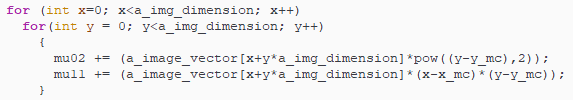 for (int x=0; x<a_img_dimension; x++)
for(int y = 0; y<a_img_dimension; y++)
{
mu02 += (a_image_vector[x+y*a_img_dimension]*pow((y-y_mc),2));
mu11 += (a_image_vector[x+y*a_img_dimension]*(x-x_mc)*(y-y_mc));
}